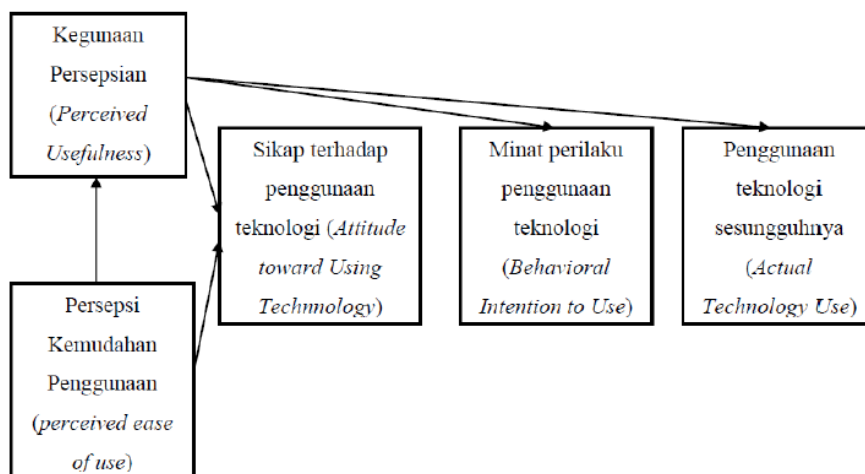 Kegunaan
Persepsian
(Perceived
Usefulness)
Sikap terhadap
penggunaan
teknologi (Attitude
toward Using
Techmnology)
Minat perilaku
penggunaan
teknologi
(Behavioral
Intention to Use)
Penggunaan
teknologi
sesungguhnya
(Actual
Technology Use)
Persepsi
Kemudahan
Penggunaan
(perceived ease
of use)